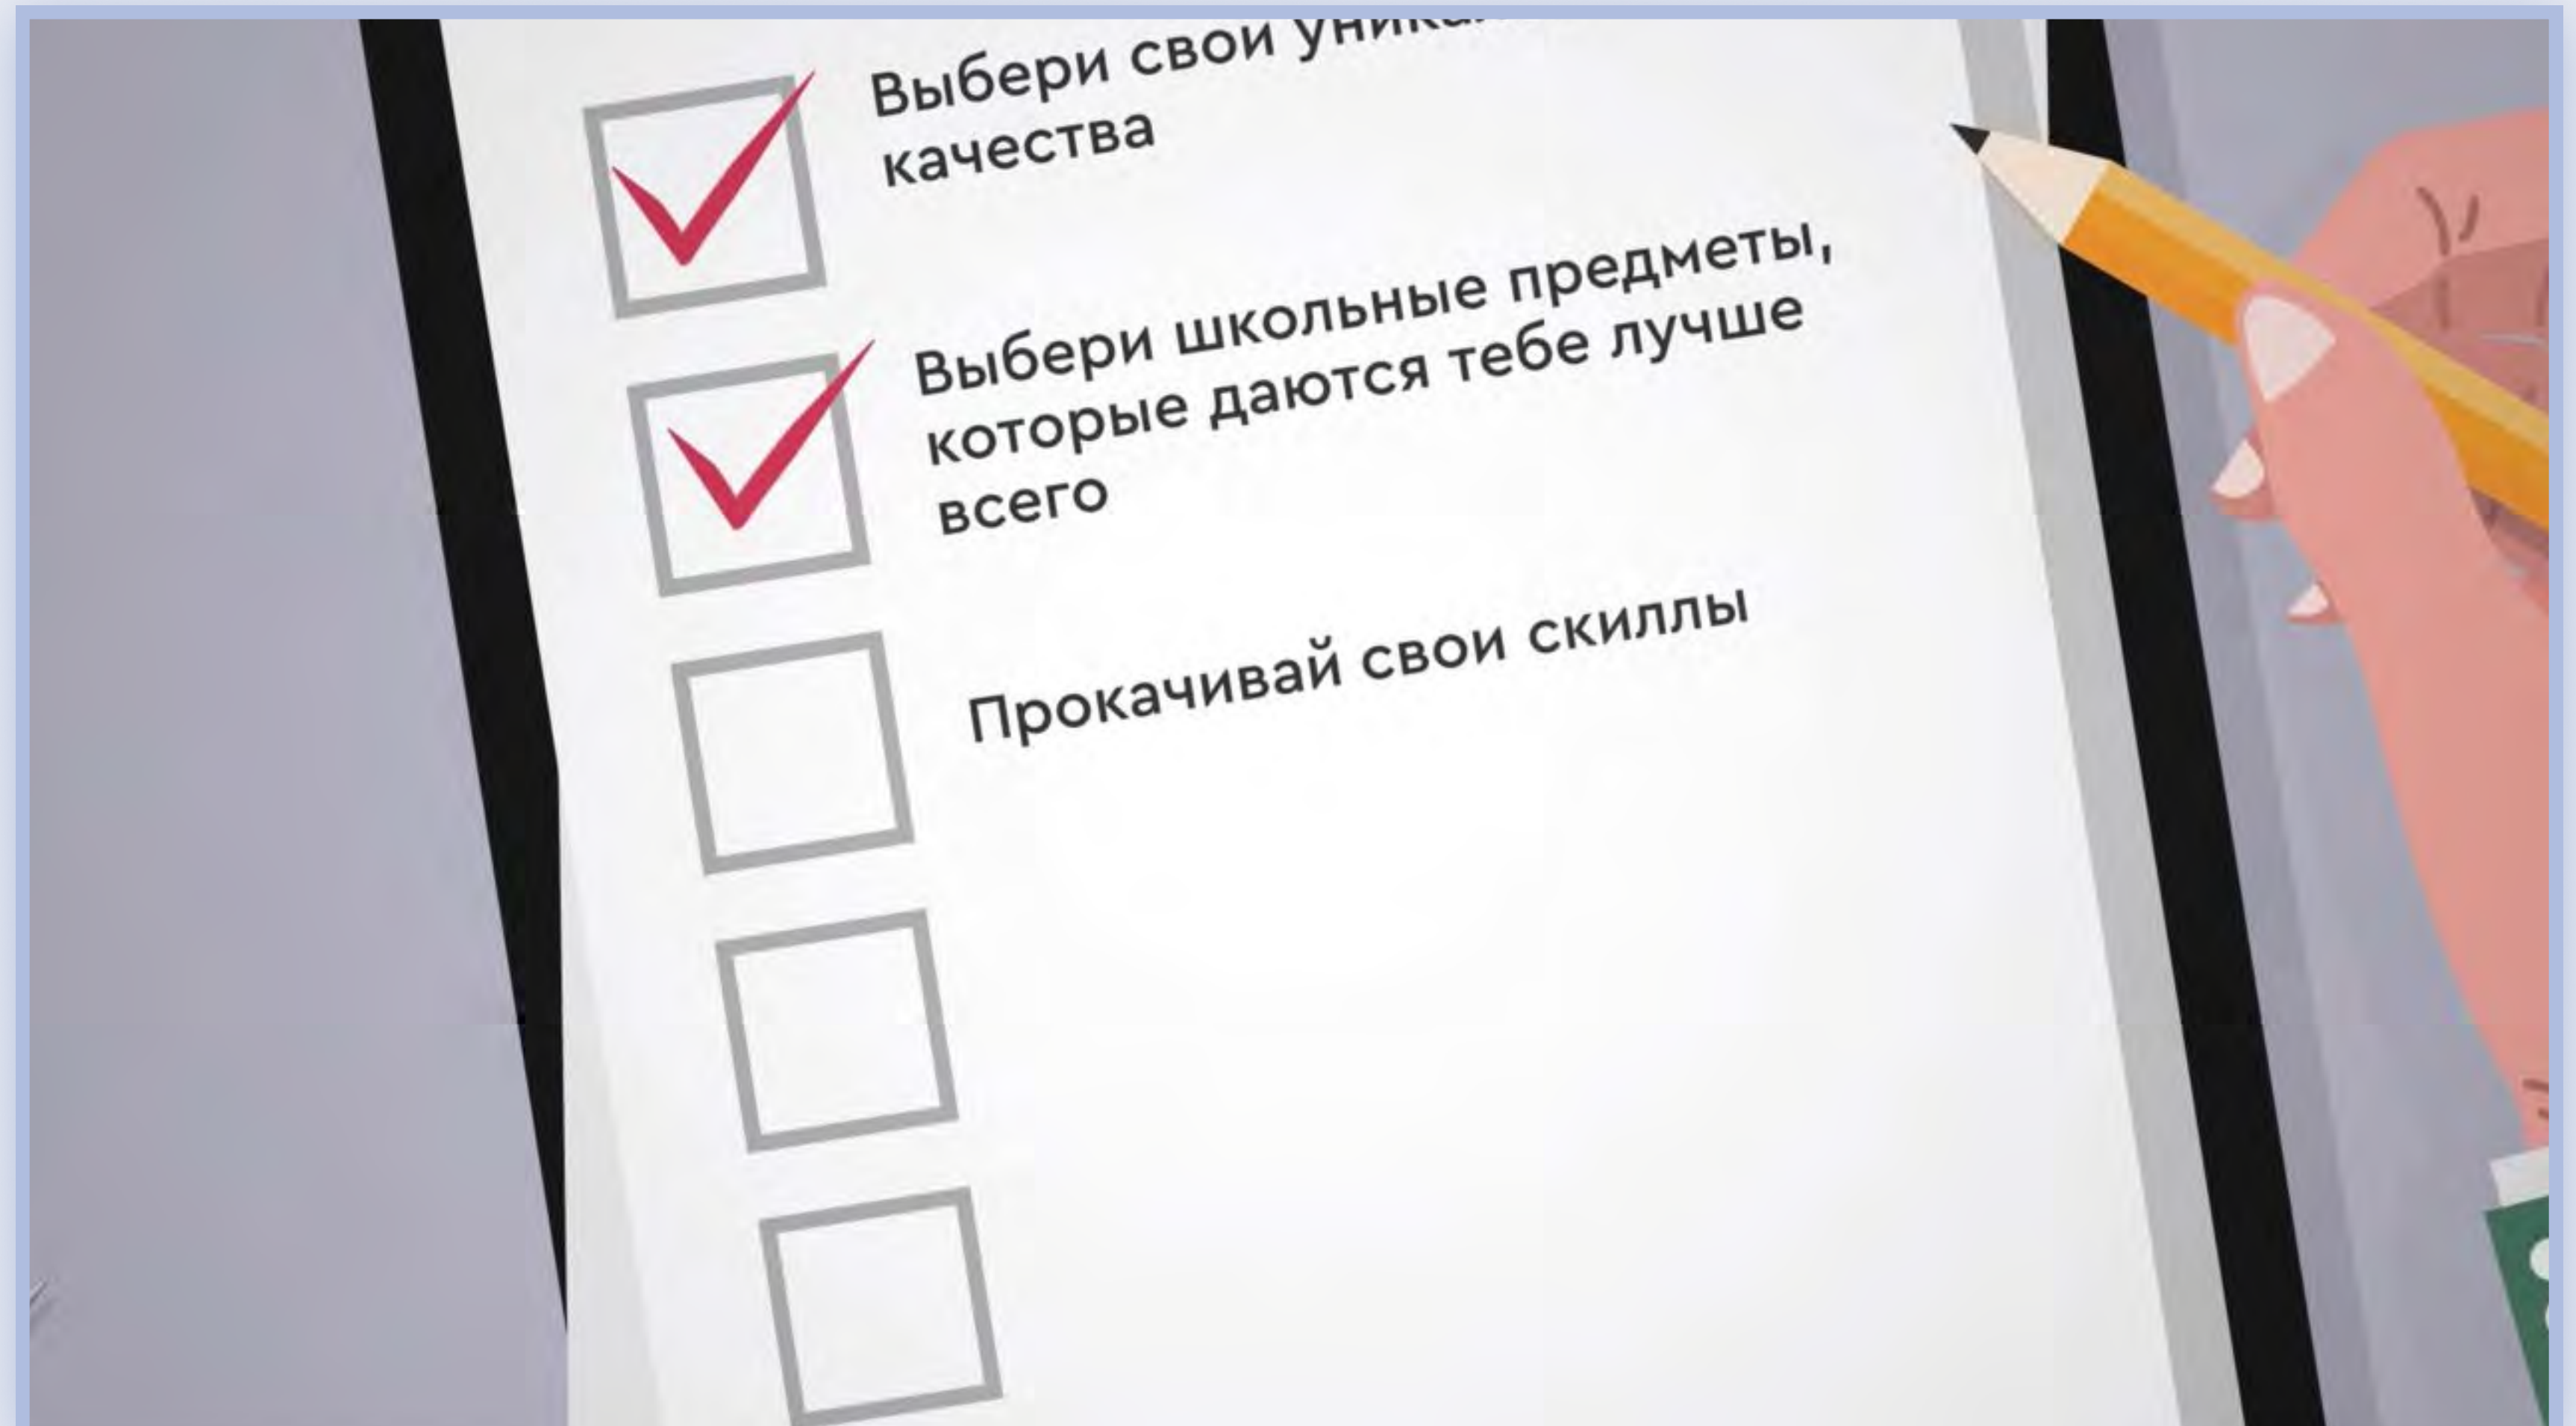 Выбери свои
качества
Выбери школьные предметы,
которые даются тебе лучше
всего
Прокачивай свои скиллы